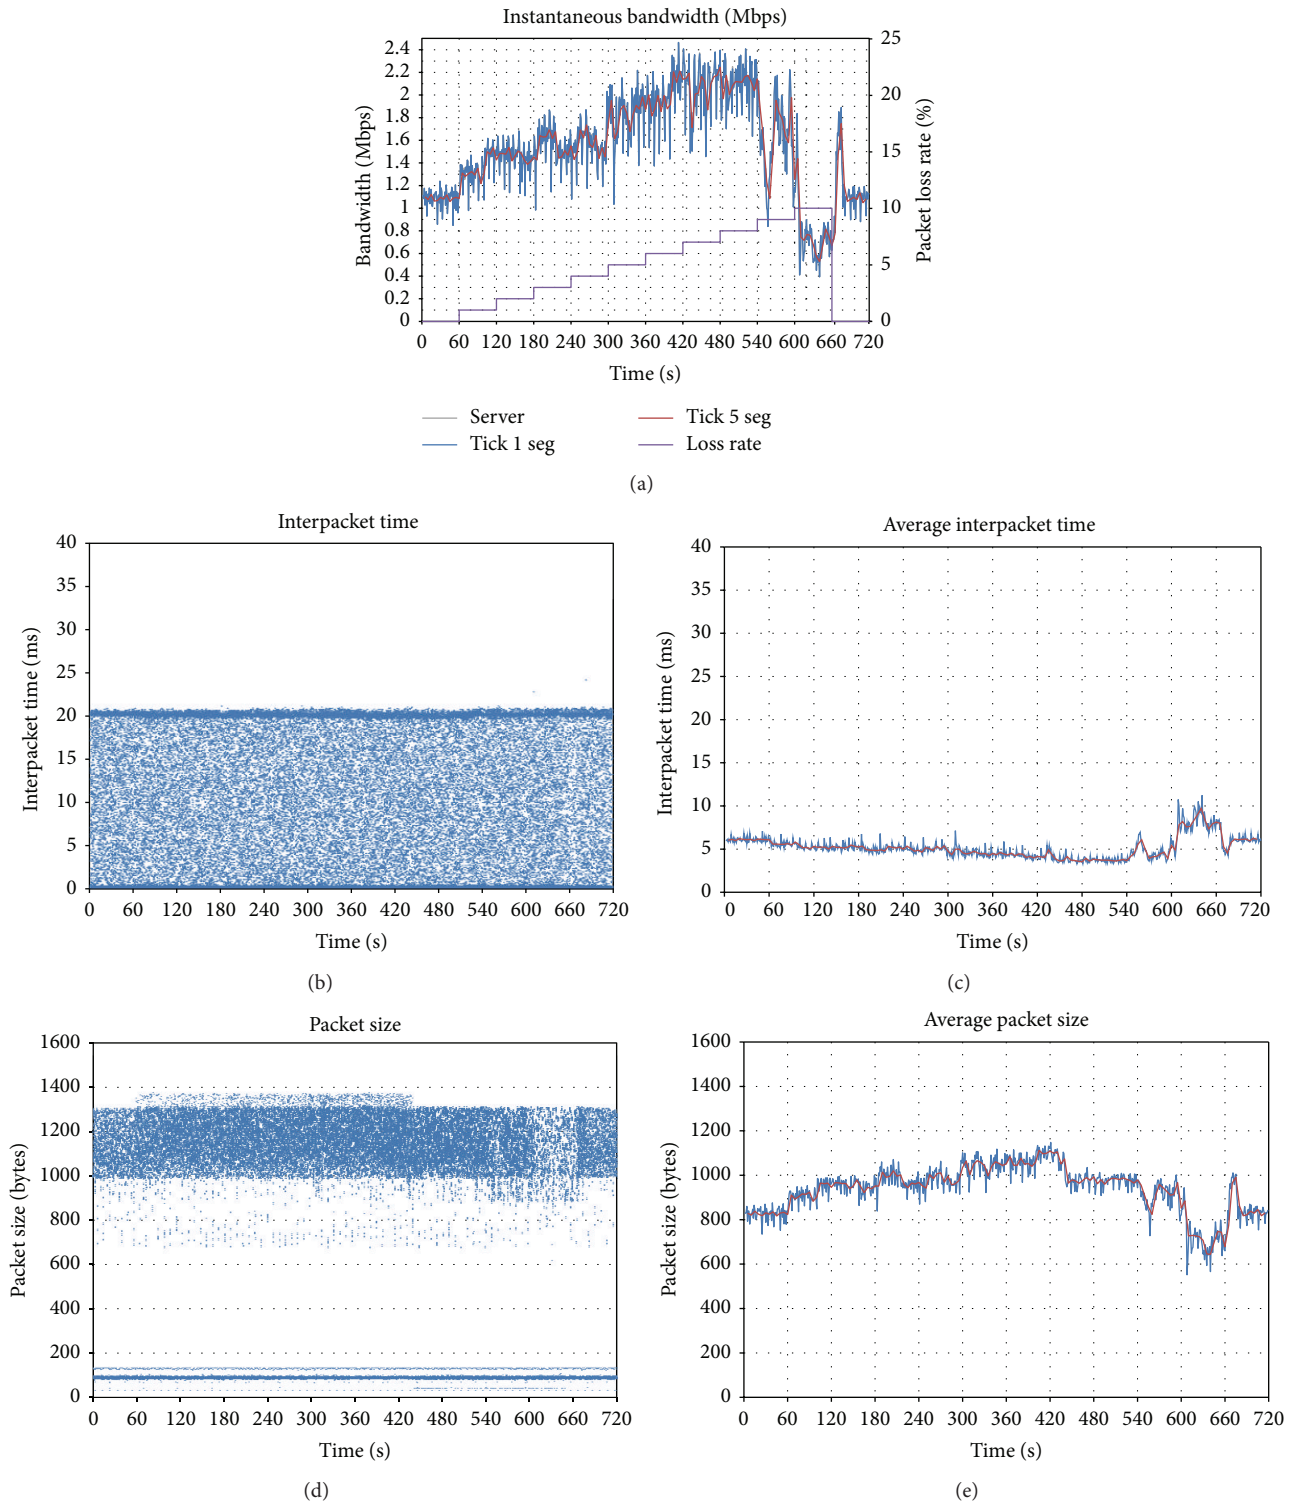 Instantaneous bandwidth (Mbps)
2.4
2.2
2
1.8
1.6
1.4
1.2
1
0.8
0.6
0.4
0.2
0
Bandwidth (Mbps)
25
20
15
10
5
0
Packet loss rate (%)
0 60 120 180 240 300 360 420 480 540 600 660 720
Time (s)
Server
Tick 5 seg
Tick 1 seg
Loss rate
(a)
Interpacket time
40
35
30
25
20
15
10
5
0
Interpacket time (ms)
0 60 120 180 240 300 360 420 480 540 600 660 720
Time (s)
(b)
Average interpacket time
40
35
30
25
20
15
10
5
0
Interpacket time (ms)
0 60 120 180 240 300 360 420 480 540 600 660 720
Time (s)
(c)
Packet size
1600
1400
1200
1000
800
600
400
200
0
Packet size (bytes)
0 60 120 180 240 300 360 420 480 540 600 660 720
Time (s)
(d)
Average packet size
1600
1400
1200
1000
800
600
400
200
0
Packet size (bytes)
0 60 120 180 240 300 360 420 480 540 600 660 720
Time (s)
(e)